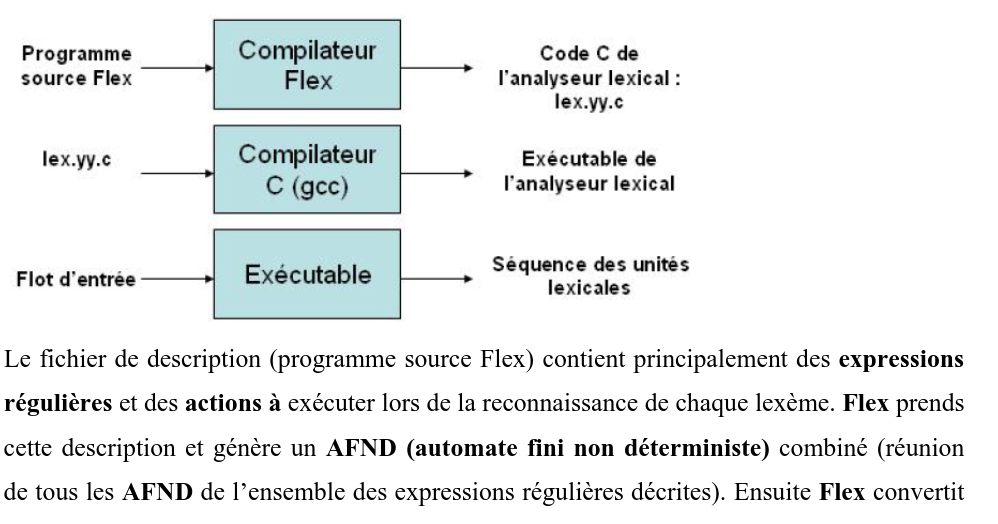 Programme
source Flex
Compilateur
Flex
Code C de
l'analyseur lexical :
lex.yy.c
lex.yy.c
Compilateur
C (gcc)
Exécutable de
l'analyseur lexical
Flot d'entrée
Exécutable
Séquence des unités
lexicales
Le fichier de description (programme source Flex) contient principalement des expressions
régulières et des actions à exécuter lors de la reconnaissance de chaque lexème. Flex prends
cette description et génère un AFND (automate fini non déterministe) combiné (réunion
de tous les AFND de l'ensemble des expressions régulières décrites). Ensuite Flex convertit